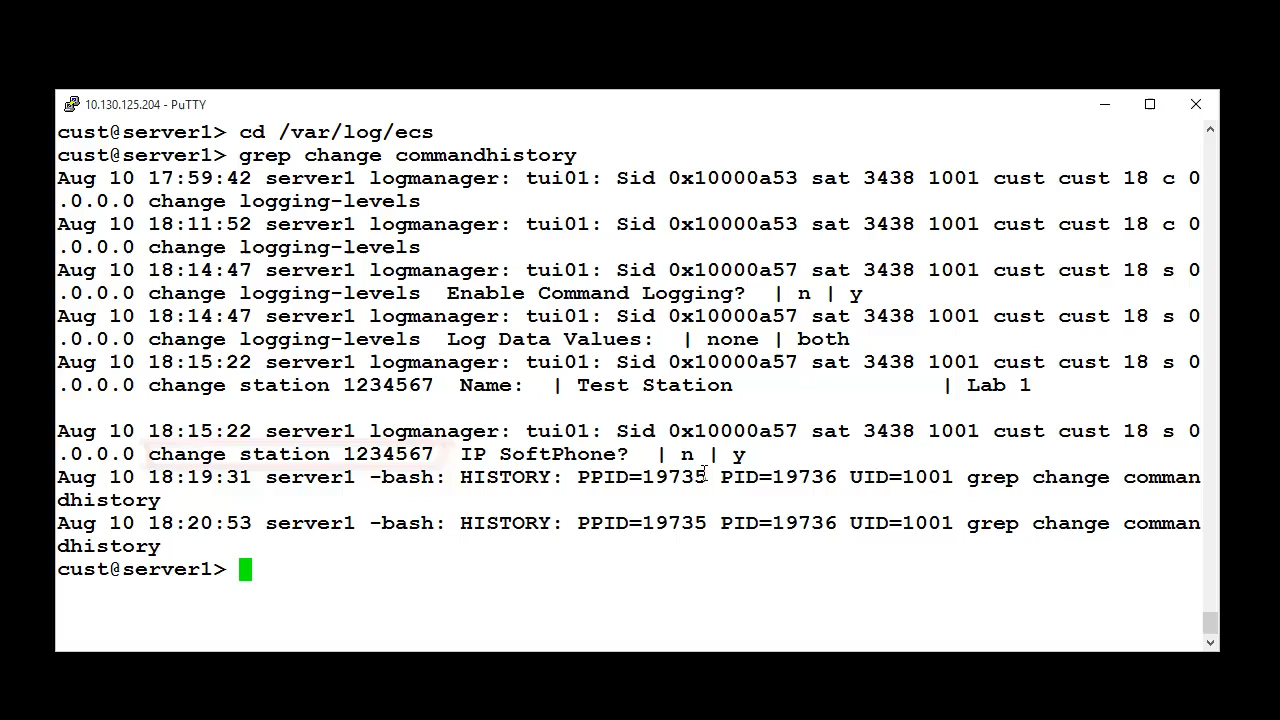 10.130.125.204 - PuTTY
cust@server1> cd /var/log/ecs
cust@server1> grep change commandhistory
Aug 10 17:59:42 server1 logmanager: tui01: Sid 0x10000a53 sat 3438 1001 cust cust 18 c 0
.0.0.0 change logging-levels
Aug 10 18:11:52 server1 logmanager: tui01: Sid 0x10000a53 sat 3438 1001 cust cust 18 c 0
.0.0.0 change logging-levels
Aug 10 18:14:47 server1 logmanager: tui01: Sid 0x10000a57 sat 3438 1001 cust cust 18 s 0
.0.0.0 change logging-levels  Enable Command Logging?  | n | y
Aug 10 18:14:47 server1 logmanager: tui01: Sid 0x10000a57 sat 3438 1001 cust cust 18 s 0
.0.0.0 change logging-levels  Log Data Values:  | none | both
Aug 10 18:15:22 server1 logmanager: tui01: Sid 0x10000a57 sat 3438 1001 cust cust 18 s 0
.0.0.0 change station 1234567  Name:  | Test Station                | Lab 1
Aug 10 18:15:22 server1 logmanager: tui01: Sid 0x10000a57 sat 3438 1001 cust cust 18 s 0
.0.0.0 change station 1234567  IP SoftPhone?  | n | y
Aug 10 18:19:31 server1 -bash: HISTORY: PPID=19735 PID=19736 UID=1001 grep change comman
dhistory
Aug 10 18:20:53 server1 -bash: HISTORY: PPID=19735 PID=19736 UID=1001 grep change comman
dhistory
cust@server1>